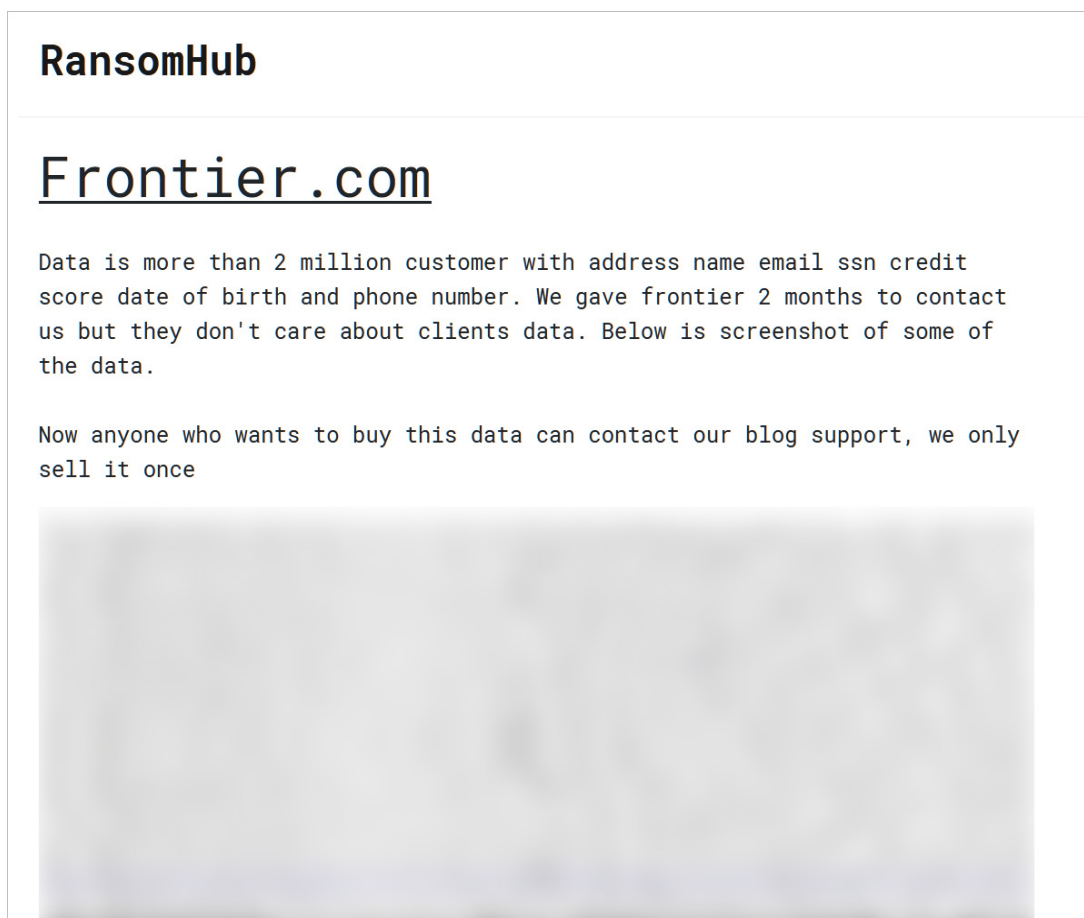 RansomHub
Frontier.com
Data is more than 2 million customer with address name email ssn credit
score date of birth and phone number. We gave frontier 2 months to contact
us but they don't care about clients data. Below is screenshot of some of
the data.
Now anyone who wants to buy this data can contact our blog support, we only
sell it once